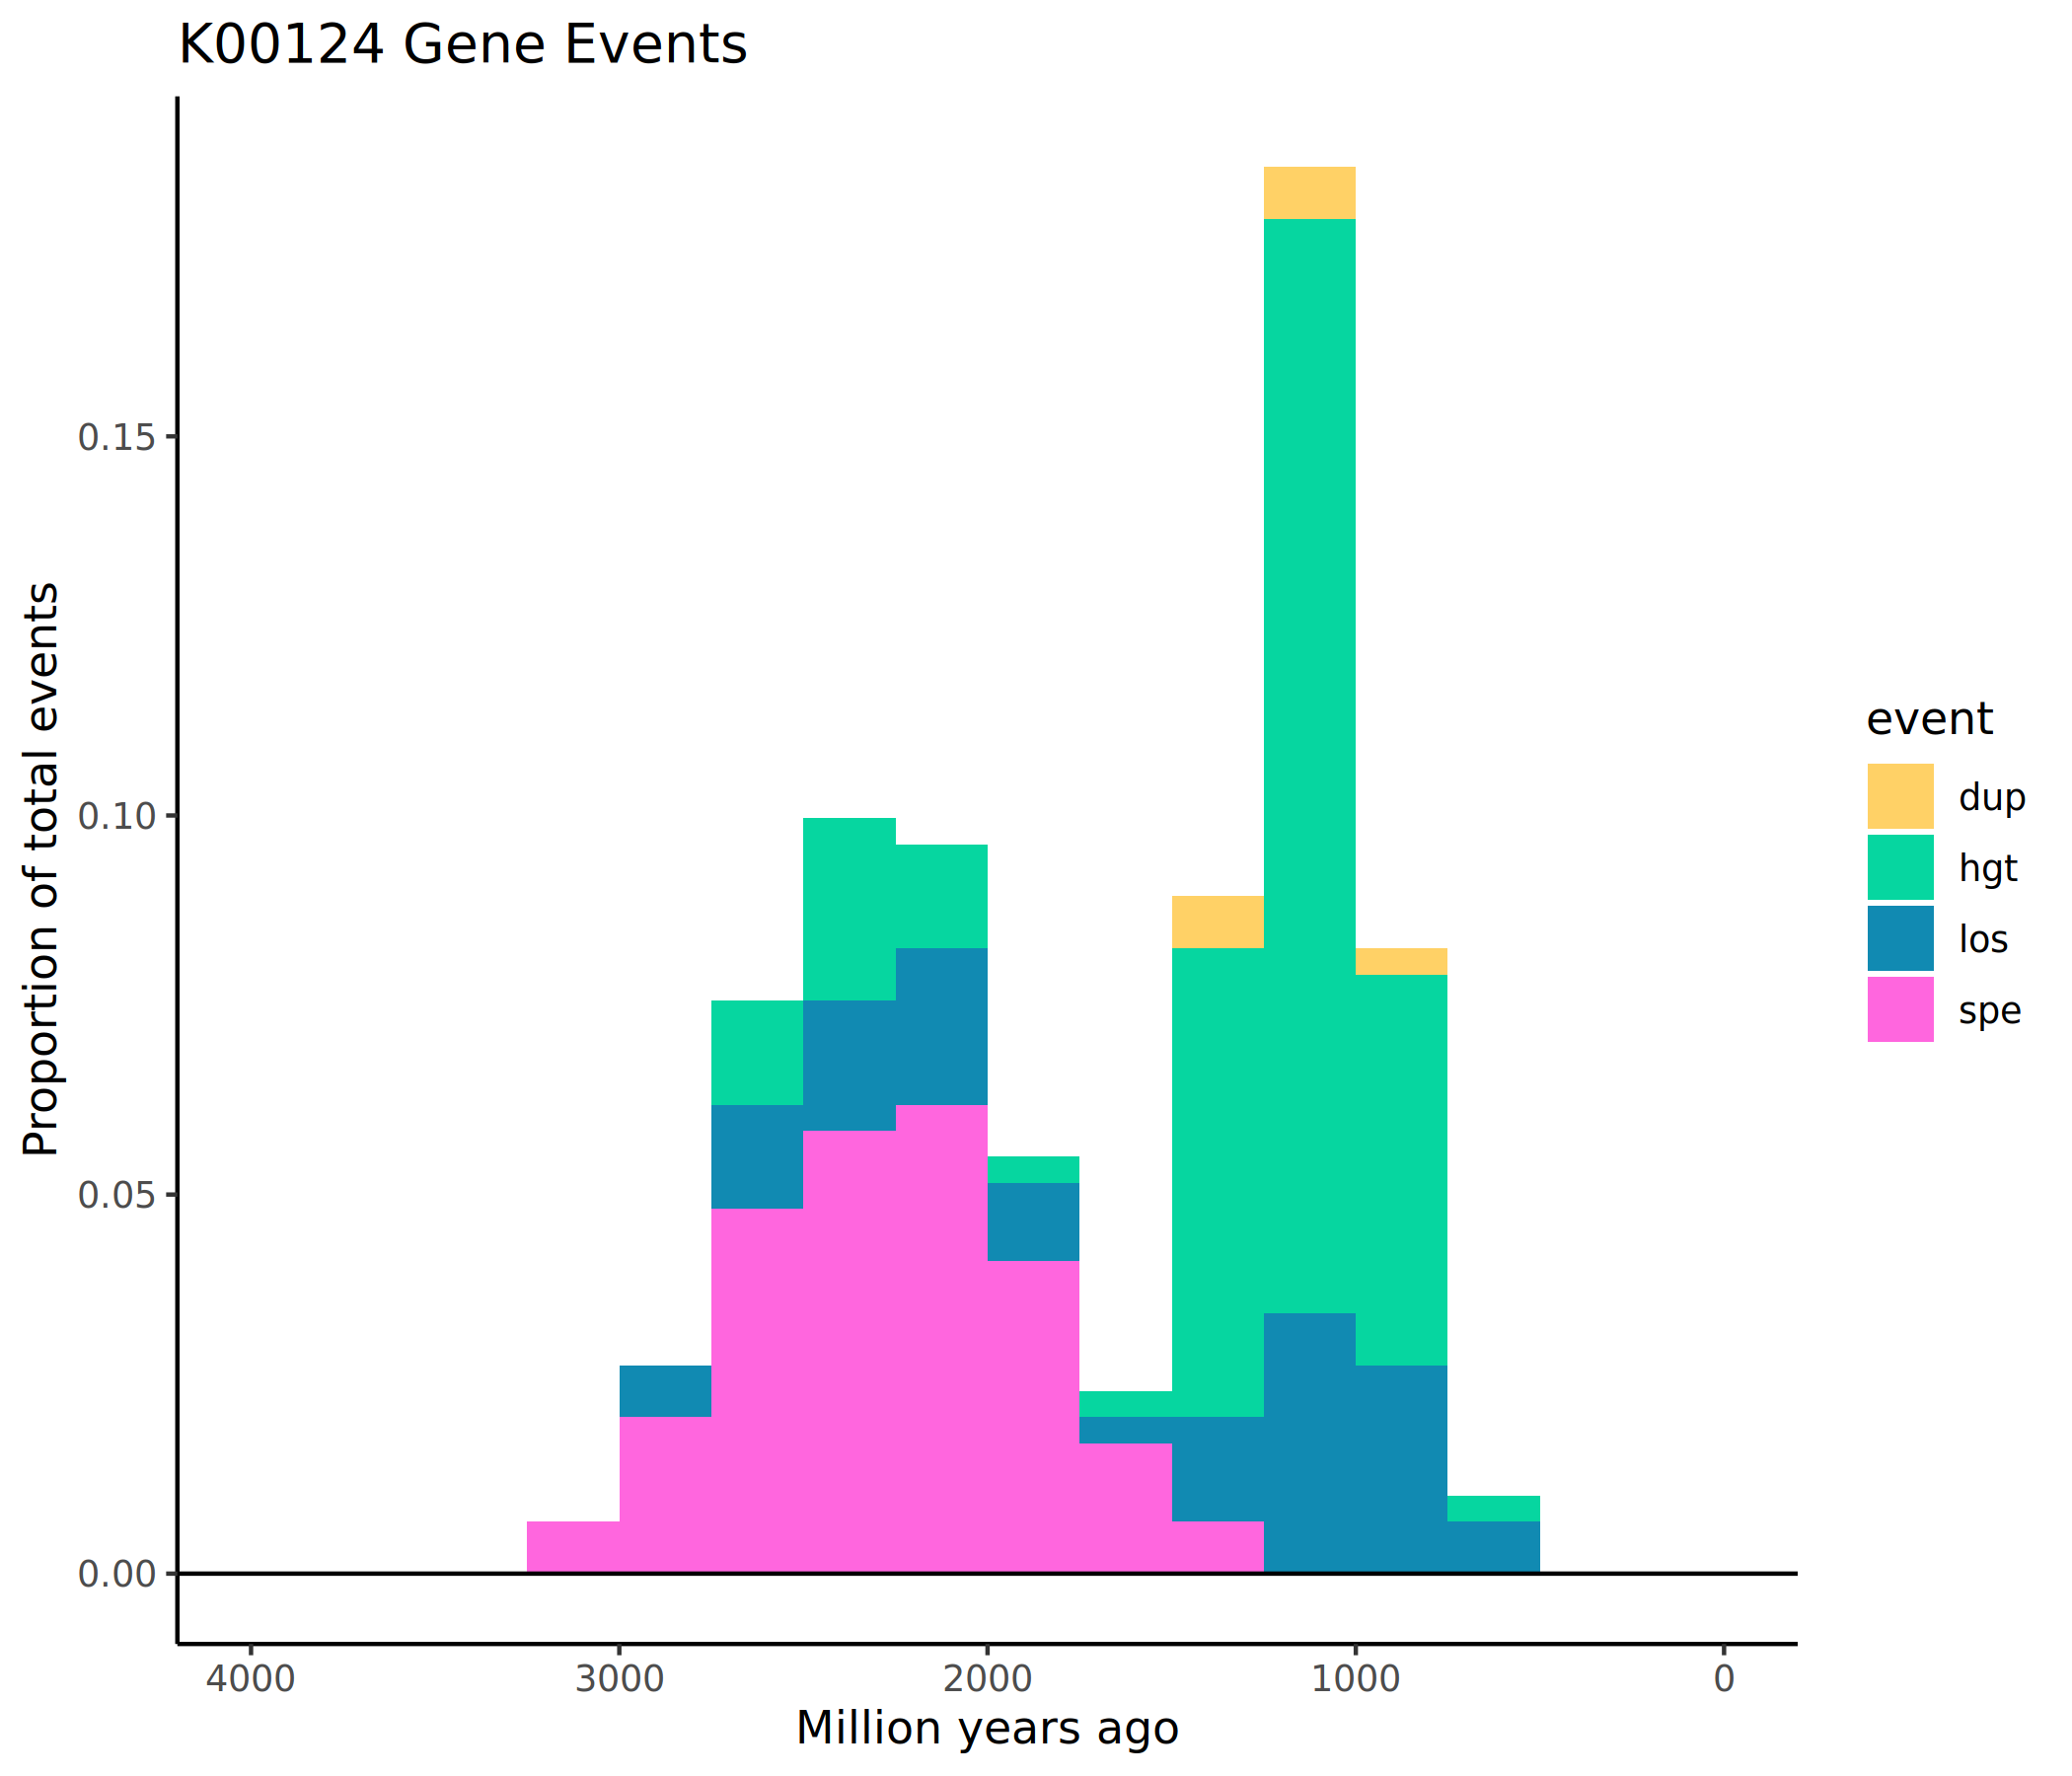 K00124 Gene Events
Proportion of total events
0.15
0.10
0.05
0.00
4000 3000 2000 1000 0
Million years ago
event
dup
hgt
los
spe